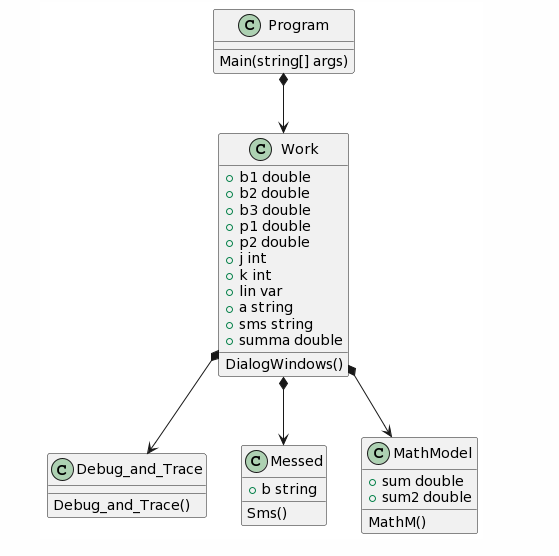 C Program
Main(string[] args)
C Work
b1 double
b2 double
b3 double
p1 double
p2 double
j int
k int
lin var
a string
sms string
summa double
DialogWindows()
C Debug_and_Trace
Debug_and_Trace()
C Messed
b string
Sms()
C MathModel
sum double
sum2 double
MathM()